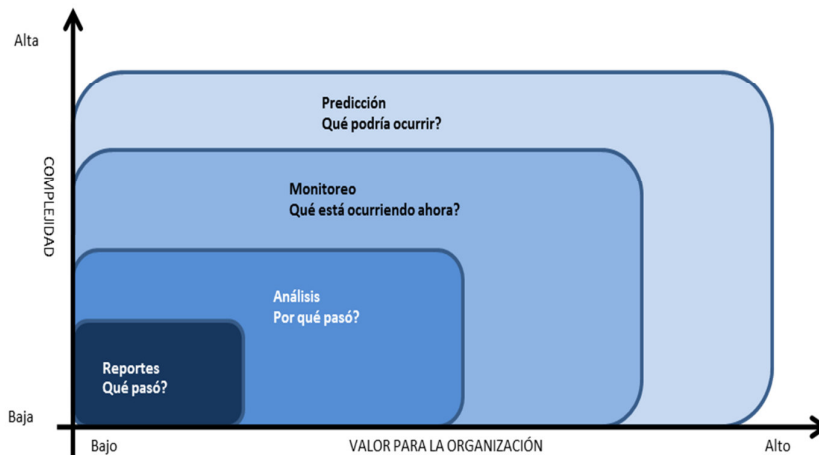 Alta
Predicción
Qué podría ocurrir?
COMPLEJIDAD
Monitoreo
Qué está ocurriendo ahora?
Análisis
Por qué pasó?
Reportes
Qué pasó?
Baja
Bajo
VALOR PARA LA ORGANIZACIÓN
Alto